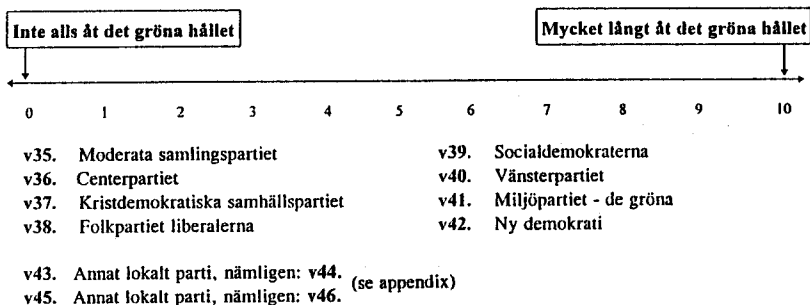 Inte alls åt det gröna hållet
Mycket långt åt det gröna hållet
0 1 2 3 4 5 6 7 8 9 10
v35. Moderata samlingspartiet
v36. Centerpartiet
v37. Kristdemokratiska samhällspartiet
v38. Folkpartiet liberalerna
v39. Socialdemokraterna
v40. Vänsterpartiet
v41. Miljöpartiet - de gröna
v42. Ny demokrati
v43. Annat lokalt parti, nämligen: v44.
v45. Annat lokalt parti, nämligen: v46.
(se appendix)